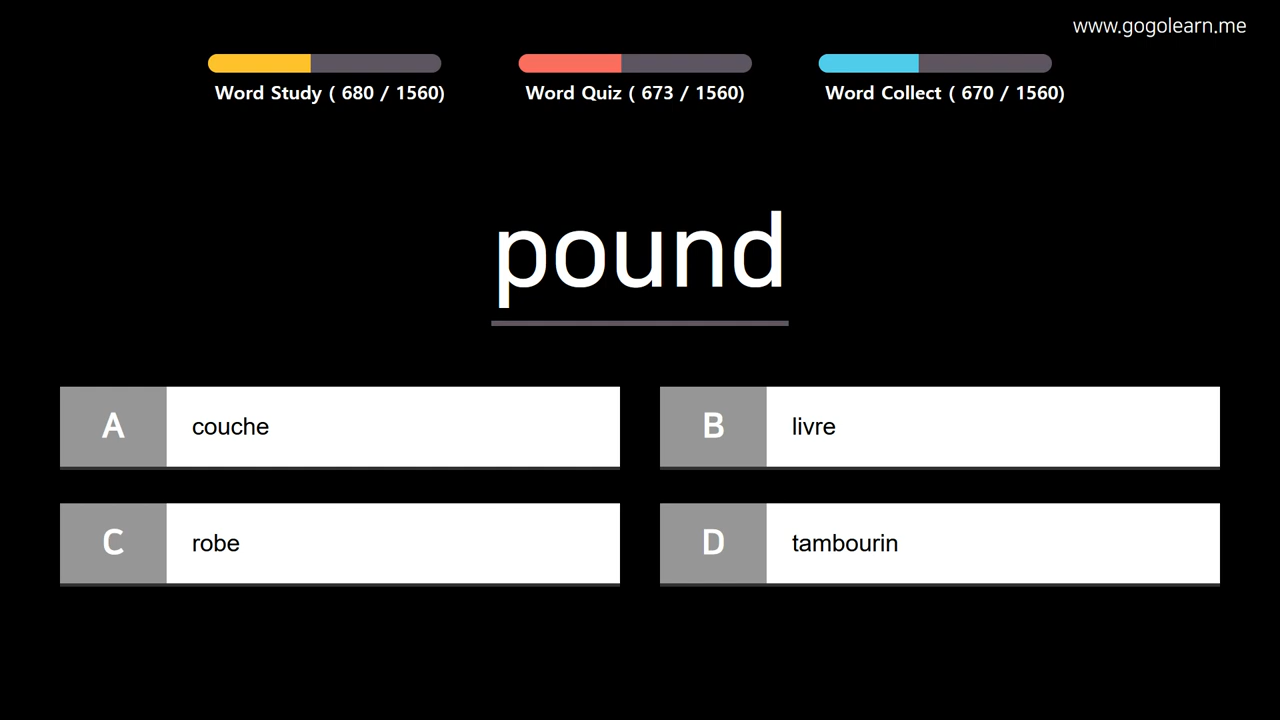 www.gogolearn.me
Word Study ( 680 / 1560)
Word Quiz ( 673 / 1560)
Word Collect ( 670 / 1560)
pound
A couche
B livre
C robe
D tambourin